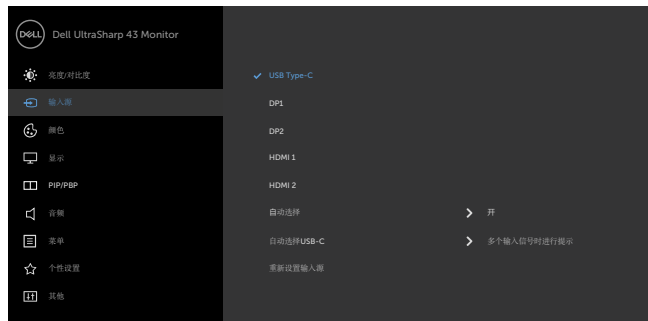 DELL Dell UltraSharp 43 Monitor
亮度/对比度
USB Type-C
输入源
DP1
颜色
DP2
显示
HDMI 1
PIP/PBP
HDMI 2
音频
自动选择 开
菜单
自动选择USB-C 多个输入信号时进行提示
个性设置
重新设置输入源
其他